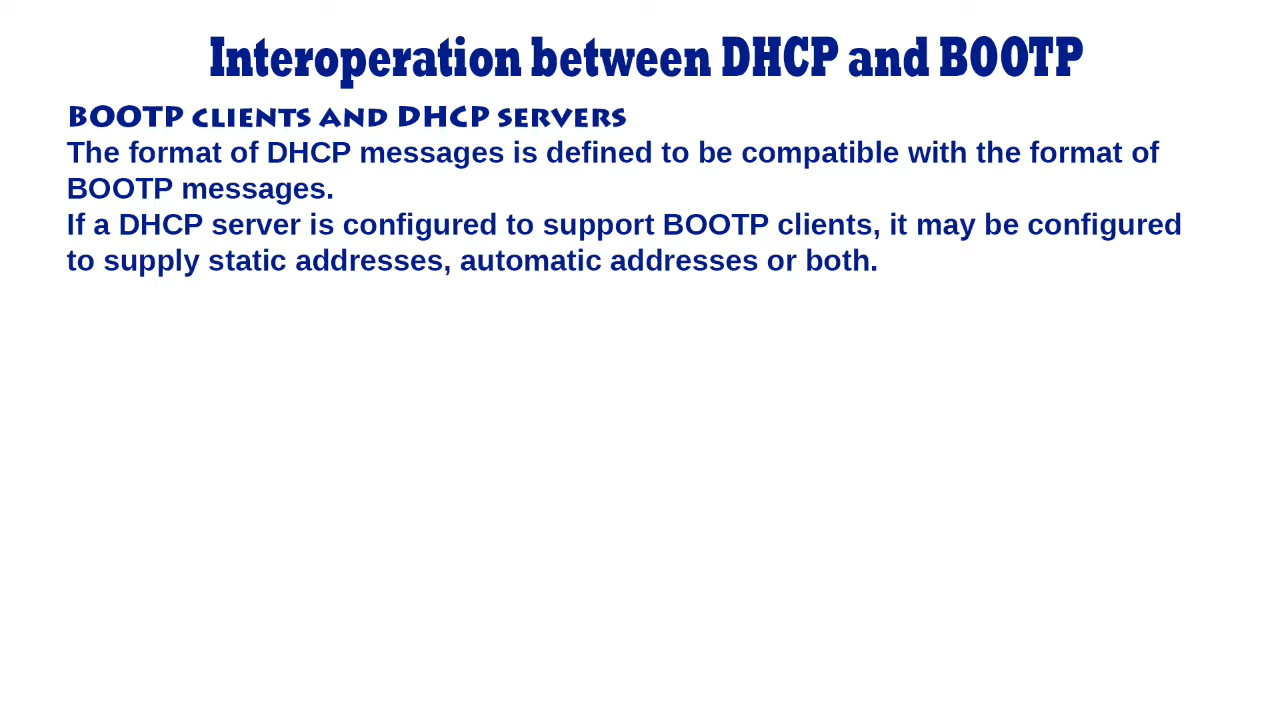 Interoperation between DHCP and BOOTP
BOOTP clients and DHCP servers
The format of DHCP messages is defined to be compatible with the format of
BOOTP messages.
If a DHCP server is configured to support BOOTP clients, it may be configured
to supply static addresses, automatic addresses or both.